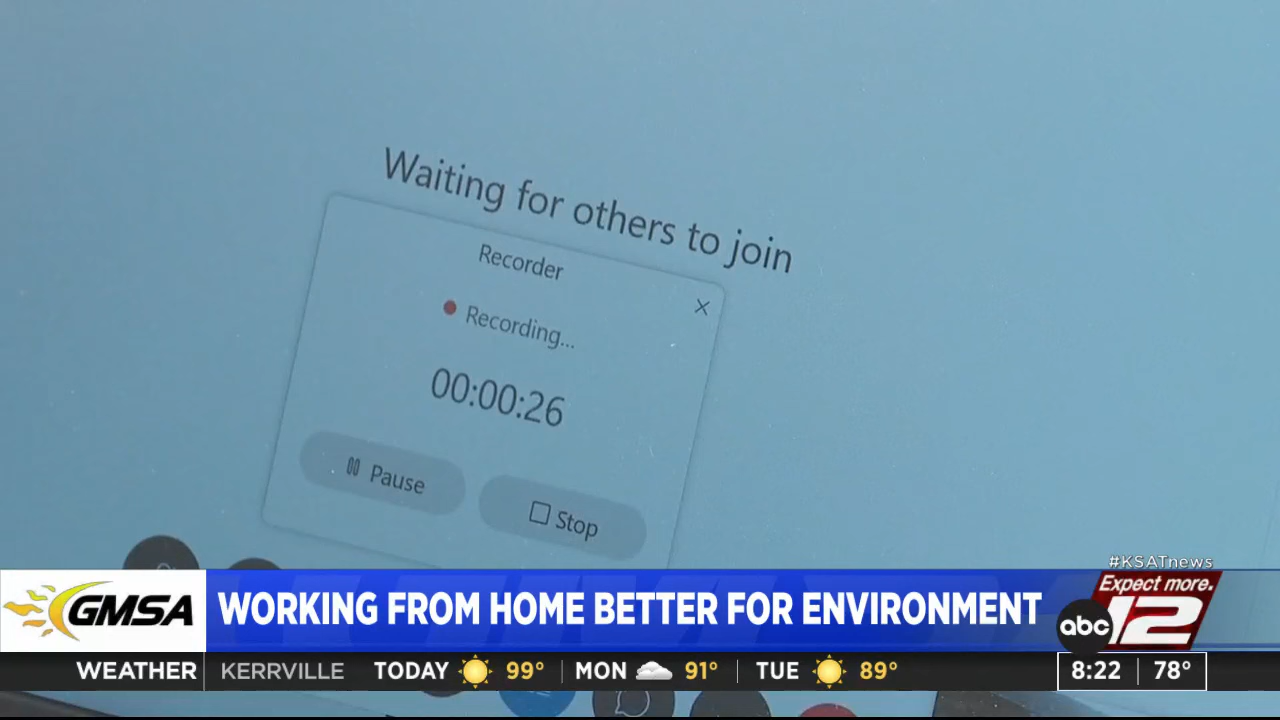 Waiting for others to join
Recorder
Recording...
00:00:26
Pause
Stop
#KSATnews
GMSA
WORKING FROM HOME BETTER FOR ENVIRONMENT
Expect more.
abc 12
WEATHER KERRVILLE TODAY 99° MON 91° TUE 89° 8:22 78°